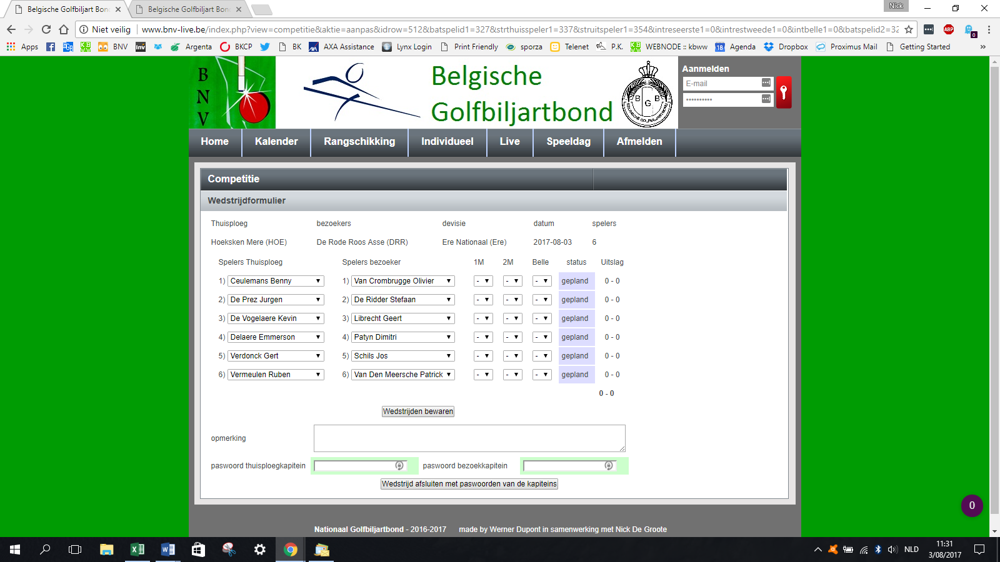 Belgische Golfbiljart Bon
Belgische Golfbiljart Bon
Nick
Niet veilig
www.bnv-live.be/index.php?view=competitie&aktie=aanpas&idrow=512&batspelid1=327&strthuisspeler1=337&struitspeler1=354&intreseerste1=0&intrestweede1=0&intbelle1=0&batspelid2=32
ABP
0
Apps
BNV
Inv
Argenta
BKCP
BK
AXA Assistance
Lynx Login
Print Friendly
sporza
Telenet
P.K.
WEBNODE :: kbww
18
Agenda
Dropbox
Proximus Mail
Getting Started
»
B
N
V
Belgische
Golfbiljartbond
B G B
Aanmelden
E-mail
Home Kalender Rangschikking Individueel Live Speeldag Afmelden
Competitie
Wedstrijdformulier
Thuisploeg bezoekers devisie datum spelers
Hoeksken Mere (HOE) De Rode Roos Asse (DRR) Ere Nationaal (Ere) 2017-08-03 6
Spelers Thuisploeg Spelers bezoeker 1M 2M Belle status Uitslag
1) Ceulemans Benny 1) Van Crombrugge Olivier - - - gepland 0 - 0
2) De Prez Jurgen 2) De Ridder Stefaan - - - gepland 0 - 0
3) De Vogelaere Kevin 3) Librecht Geert - - - gepland 0 - 0
4) Delaere Emmerson 4) Patyn Dimitri - - - gepland 0 - 0
5) Verdonck Gert 5) Schils Jos - - - gepland 0 - 0
6) Vermeulen Ruben 6) Van Den Meersche Patrick - - - gepland 0 - 0
0 - 0
Wedstrijden bewaren
opmerking
paswoord thuisploegkapitein paswoord bezoekkapitein
Wedstrijd afsluiten met paswoorden van de kapiteins
0
Nationaal Golfbiljartbond - 2016-2017 made by Werner Dupont in samenwerking met Nick De Groote
NLD
11:31
3/08/2017